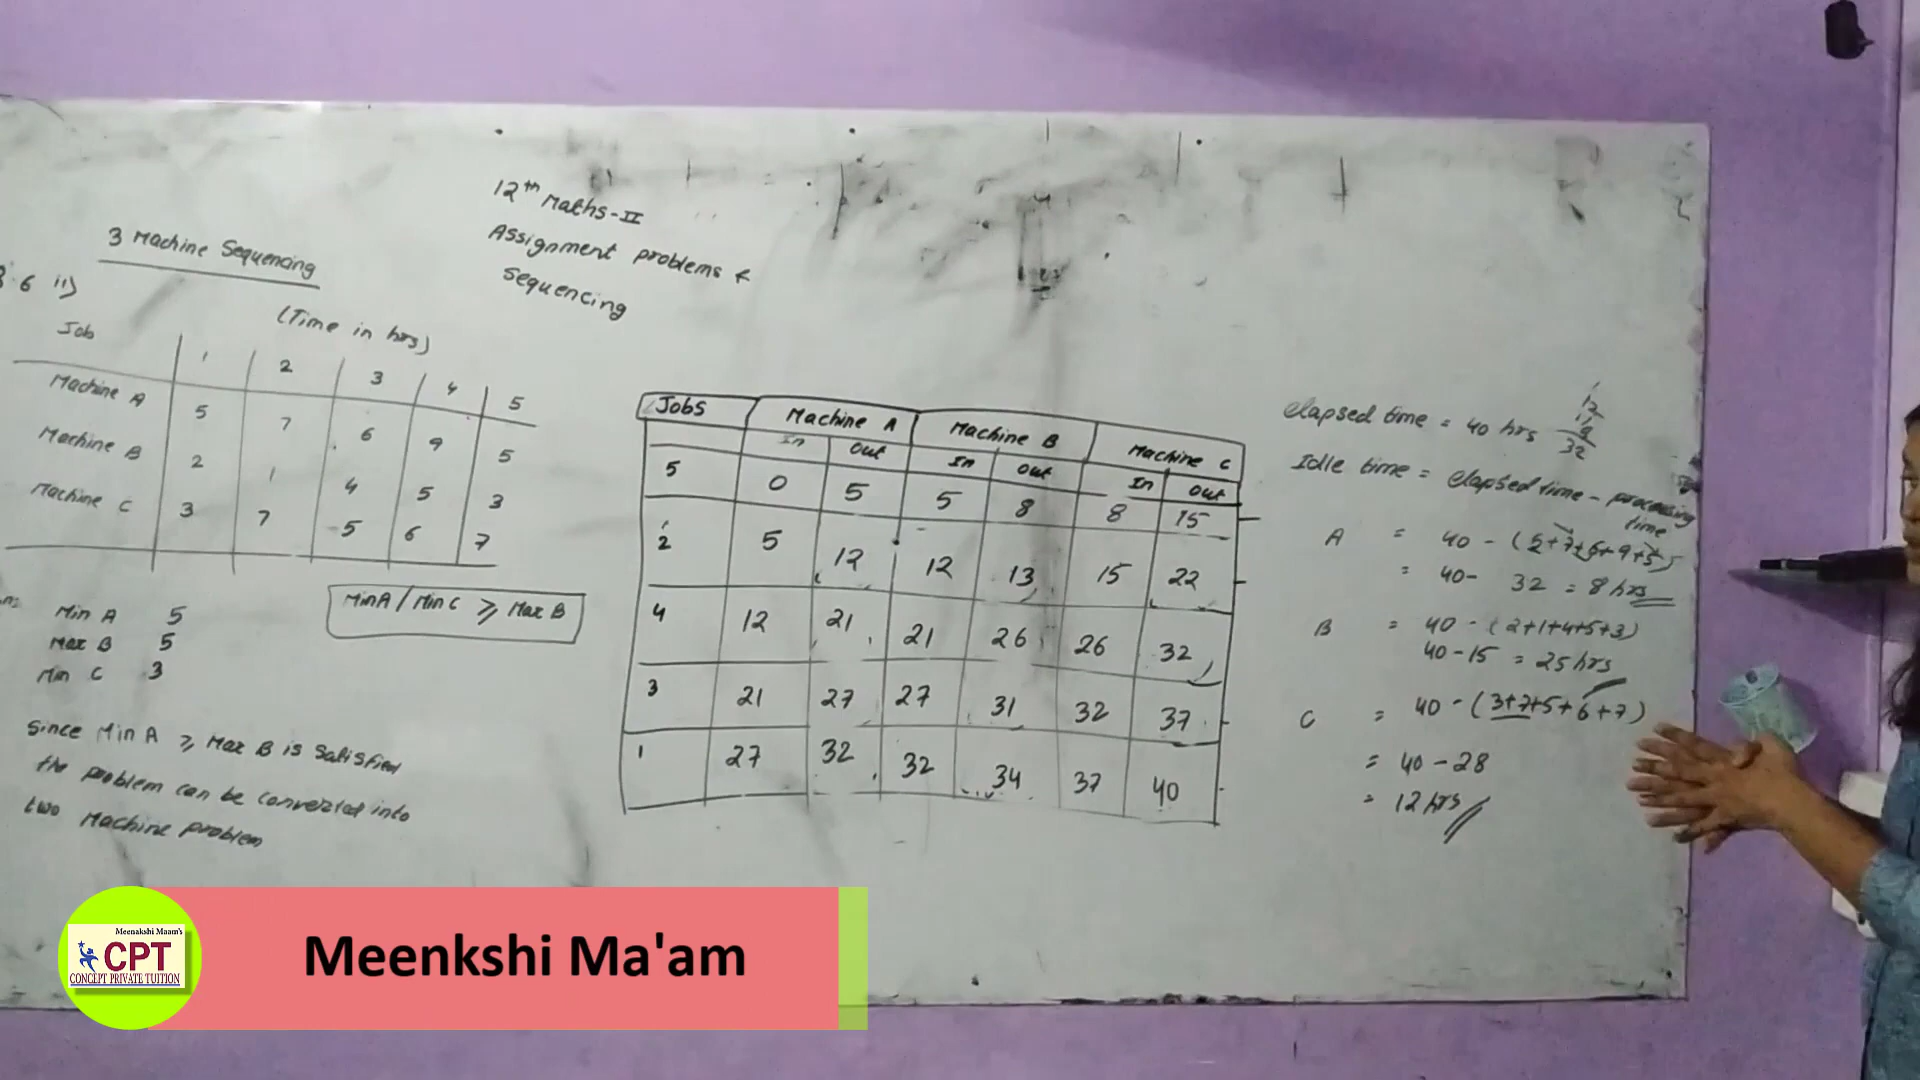 12th Maths-II
Assignment problems &
sequencing
3 Machine Sequencing
6 ii)
(Time in hrs)
Job 1 2 3 4 5
Machine A 5 7 6 9 5
Machine B 2 1 4 5 3
Machine C 3 7 5 6 7
Min A 5
Max B 5
Min C 3
Min A / Min C ⩾ Max B
Since Min A ⩾ Max B is satisfied
the problem can be converted into
two Machine problem
Jobs Machine A Machine B Machine C
In Out In Out In Out
5 0 5 5 8 8 15
2 5 12 12 13 15 22
4 12 21 21 26 26 32
3 21 27 27 31 32 37
1 27 32 32 34 37 40
elapsed time = 40 hrs
32
Idle time = elapsed time - processing
time
A = 40 - (5+7+6+9+5)
= 40 - 32 = 8 hrs
B = 40 - (2+1+4+5+3)
40-15 = 25 hrs
C = 40 - (3+7+5+6+7)
= 40 - 28
= 12 hrs
Meenakshi Maam's
CPT
CONCEPT PRIVATE TUITION
Meenkshi Ma'am